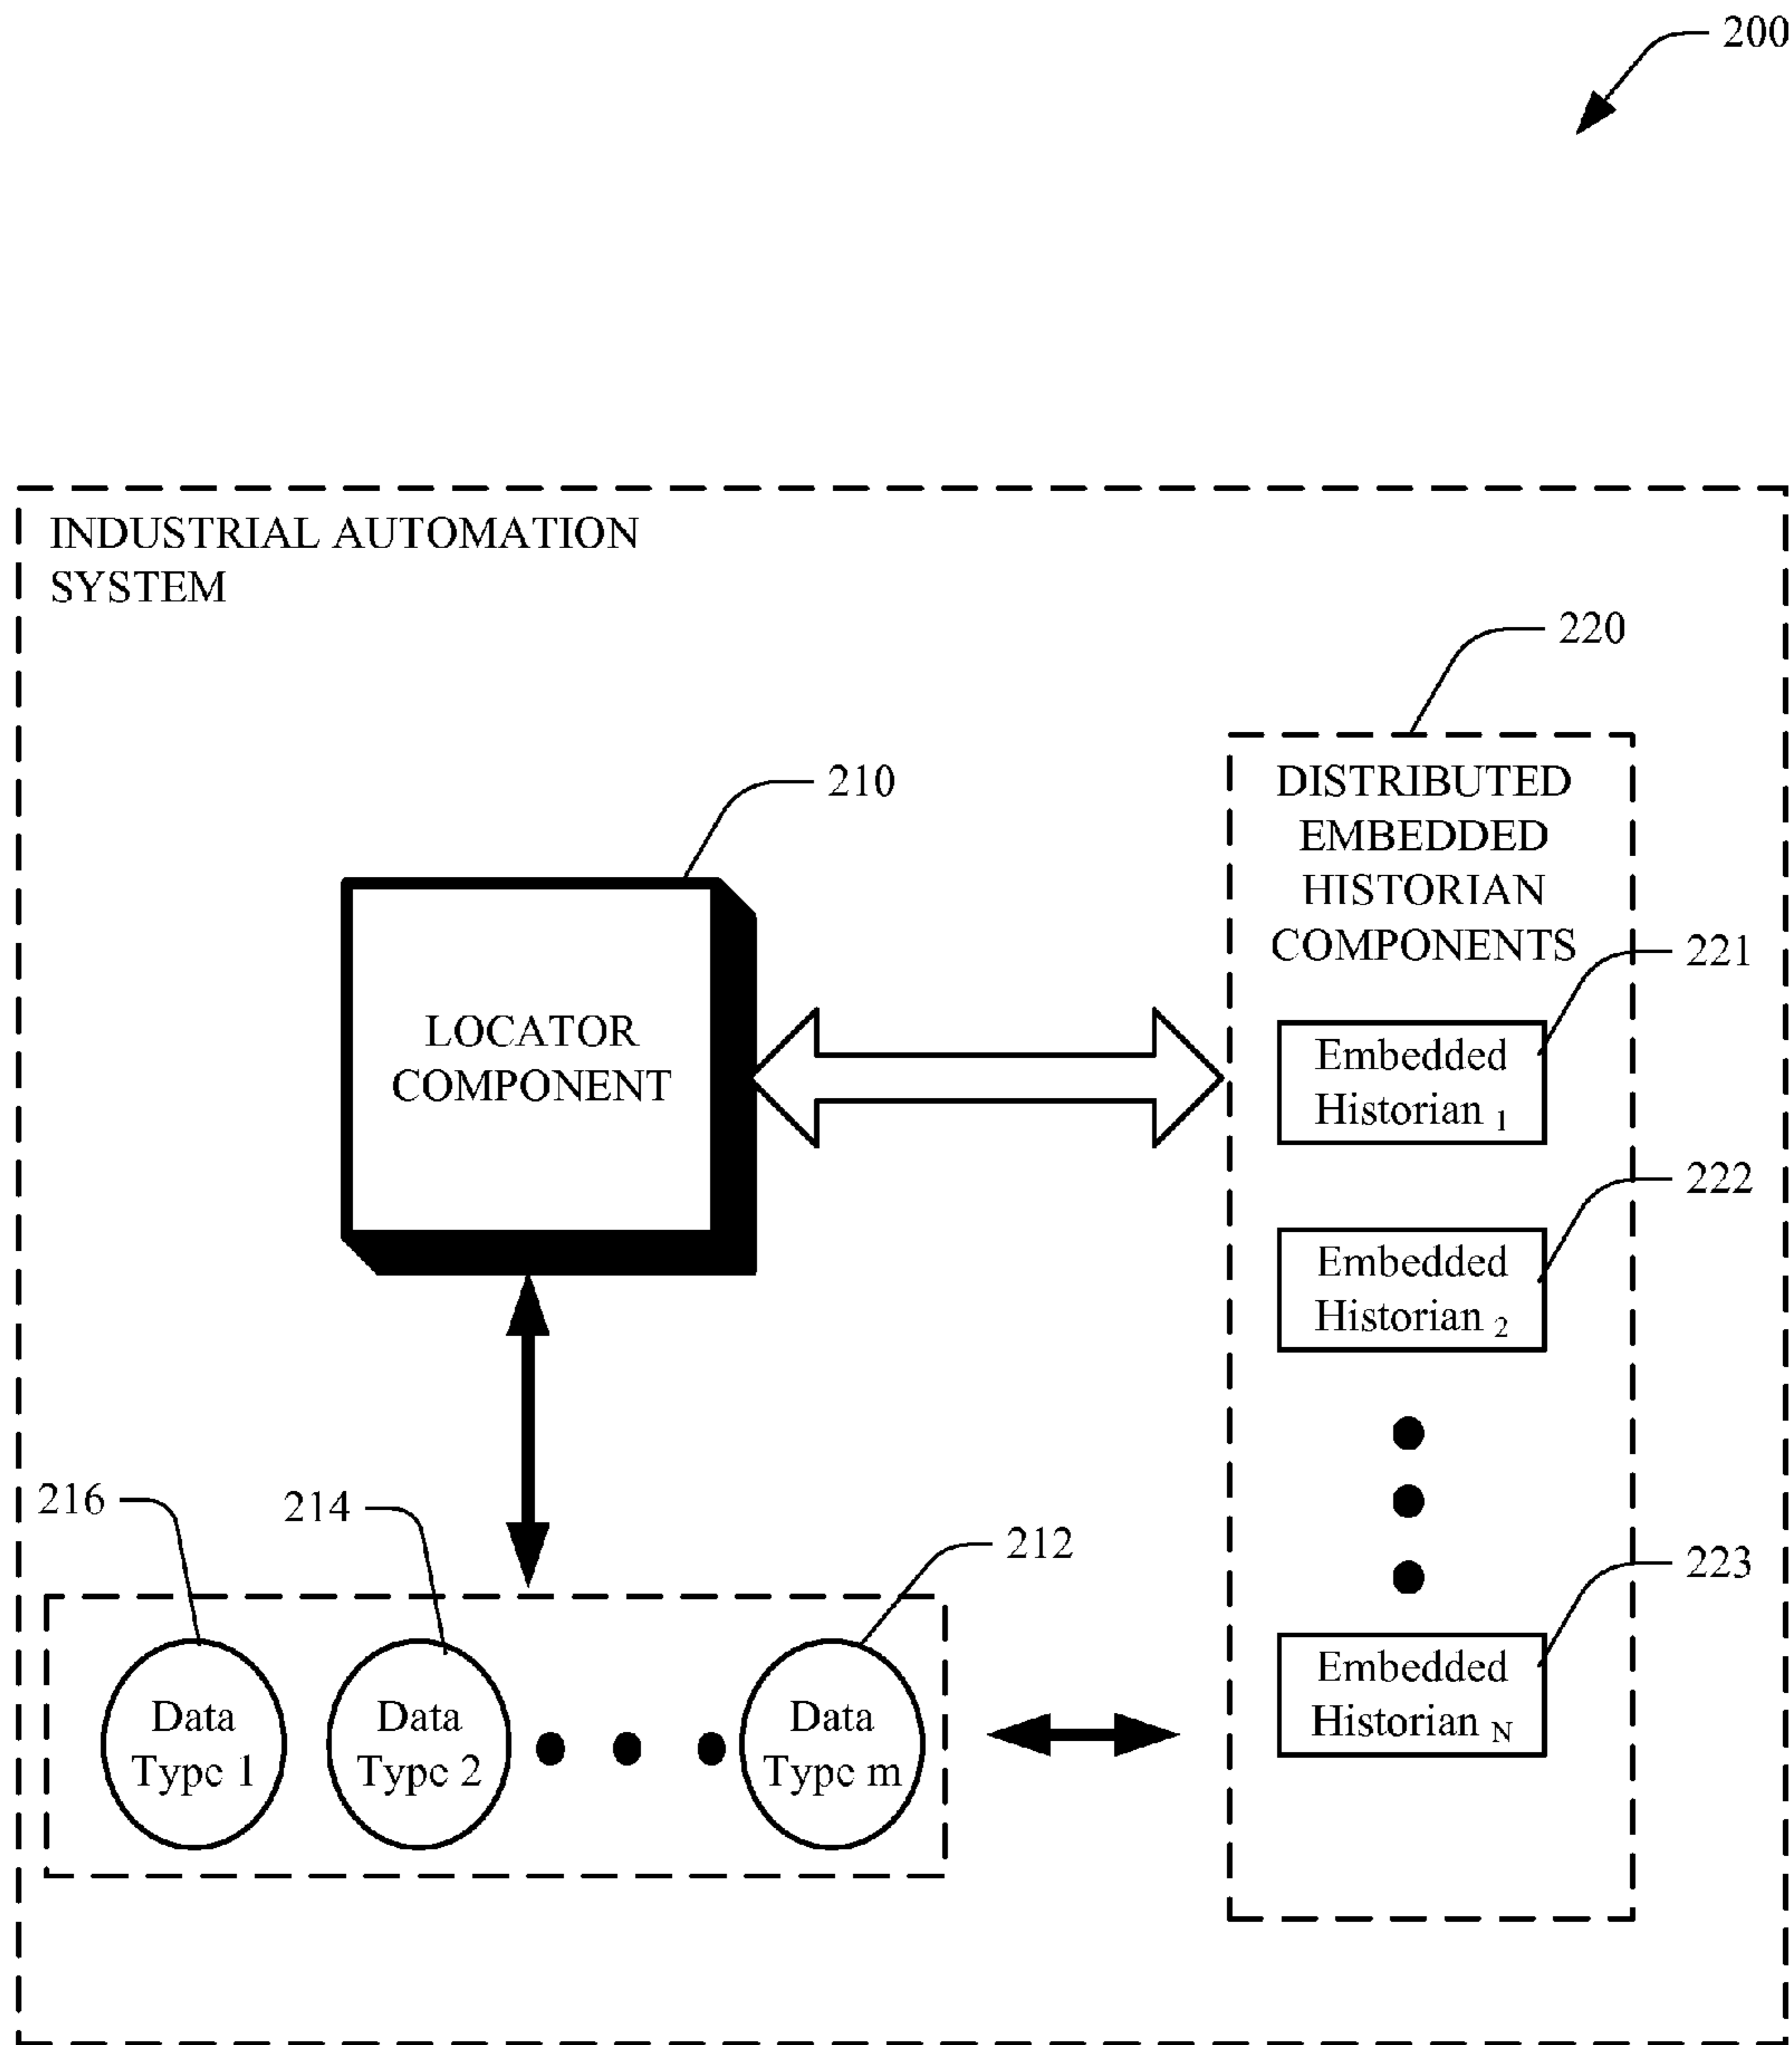 200
INDUSTRIAL AUTOMATION
SYSTEM
220
210
DISTRIBUTED
EMBEDDED
HISTORIAN
COMPONENTS
221
LOCATOR
COMPONENT
Embedded
Historian 1
222
Embedded
Historian 2
216
214
212
223
Embedded
Historian N
Data
Type 1
Data
Type 2
Data
Type m